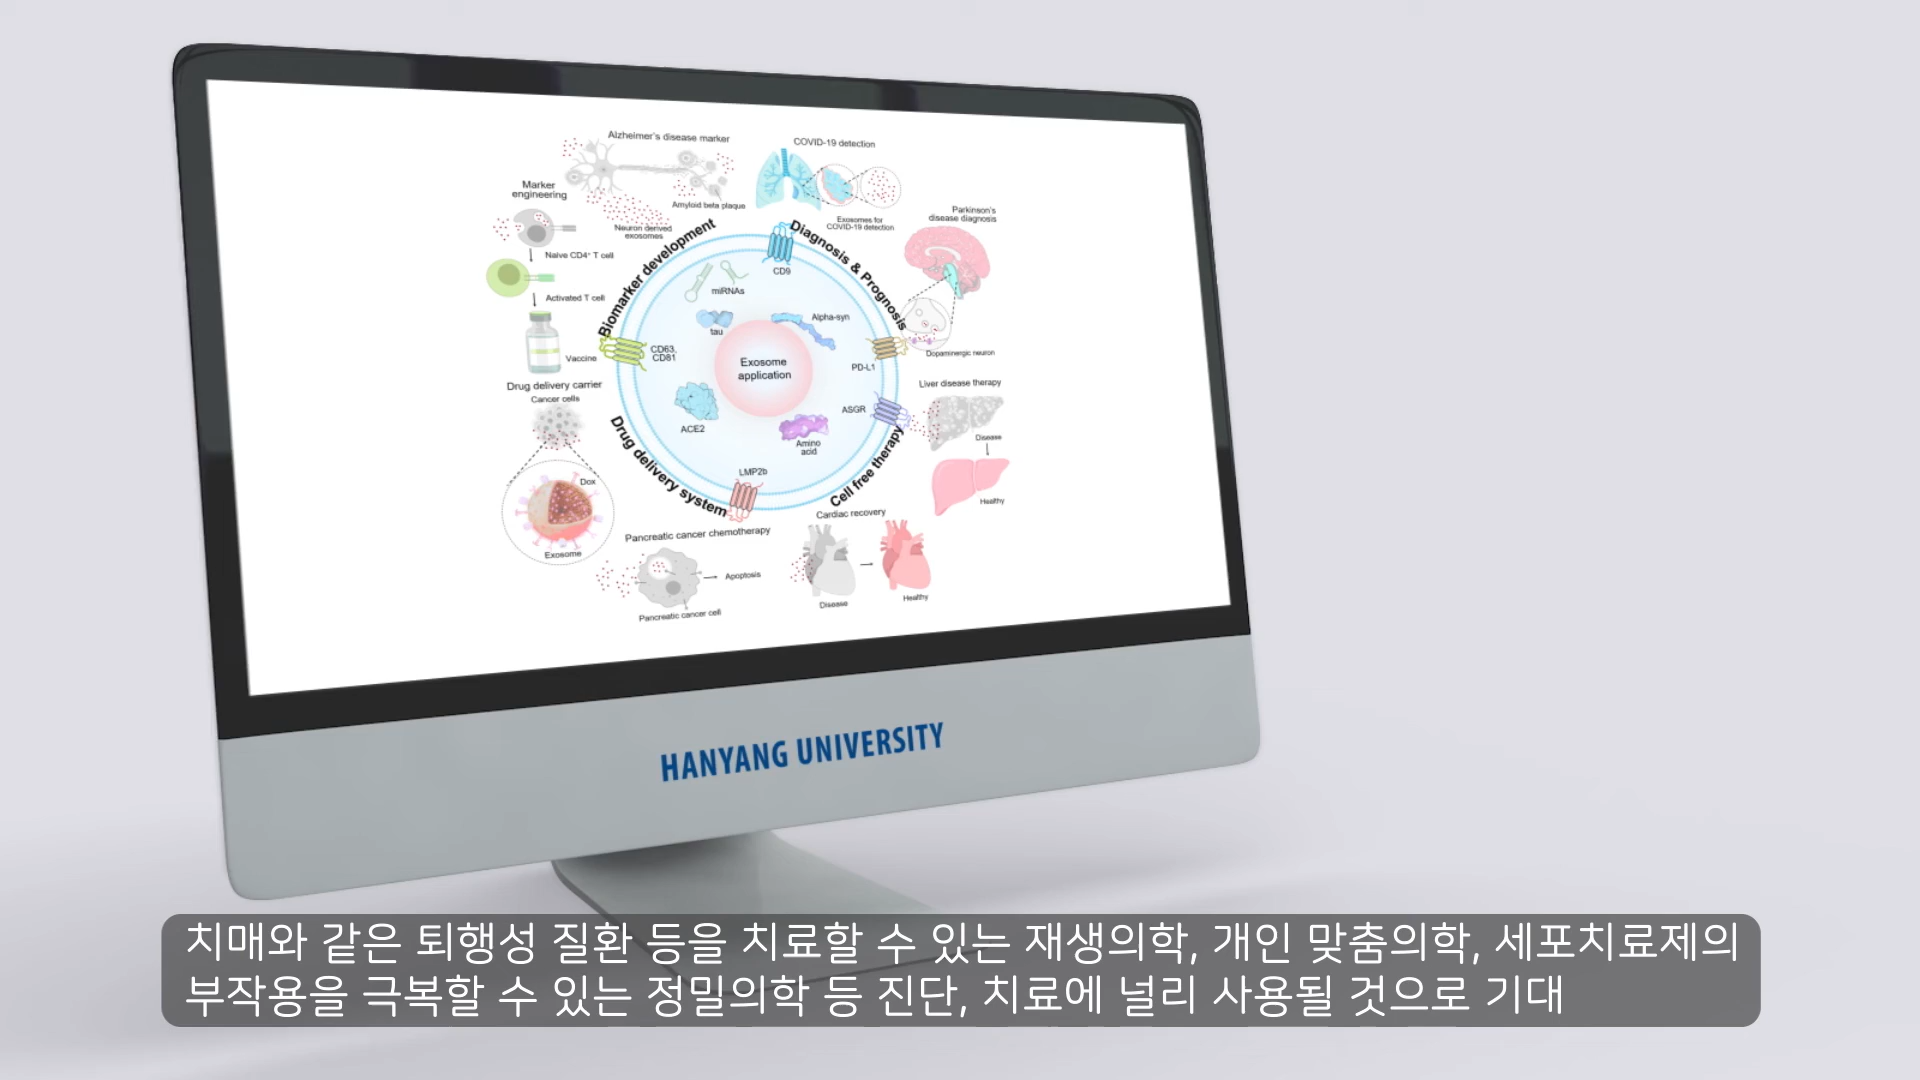 Alzheimer's disease marker
COVID-19 detection
Marker
engineering
Amyloid beta plaque
Neuron derived
exosomes
Exosomes for
COVID-19 detection
Parkinson's
disease diagnosis
Naive CD4⁺ T cell
Activated T cell
Vaccine
Biomarker development
Diagnosis & Prognosis
CD9
miRNAs
tau
Alpha-syn
CD63,
CD81
Exosome
application
PD-L1
Dopaminergic neuron
Drug delivery carrier
Cancer cells
Liver disease therapy
ACE2
ASGR
Amino
acid
LMP2b
Disease
Healthy
Drug delivery system
Cell free therapy
Dox
Exosome
Pancreatic cancer chemotherapy
Apoptosis
Pancreatic cancer cell
Cardiac recovery
Disease
Healthy
HANYANG UNIVERSITY
치매와 같은 퇴행성 질환 등을 치료할 수 있는 재생의학, 개인 맞춤의학, 세포치료제의
부작용을 극복할 수 있는 정밀의학 등 진단, 치료에 널리 사용될 것으로 기대